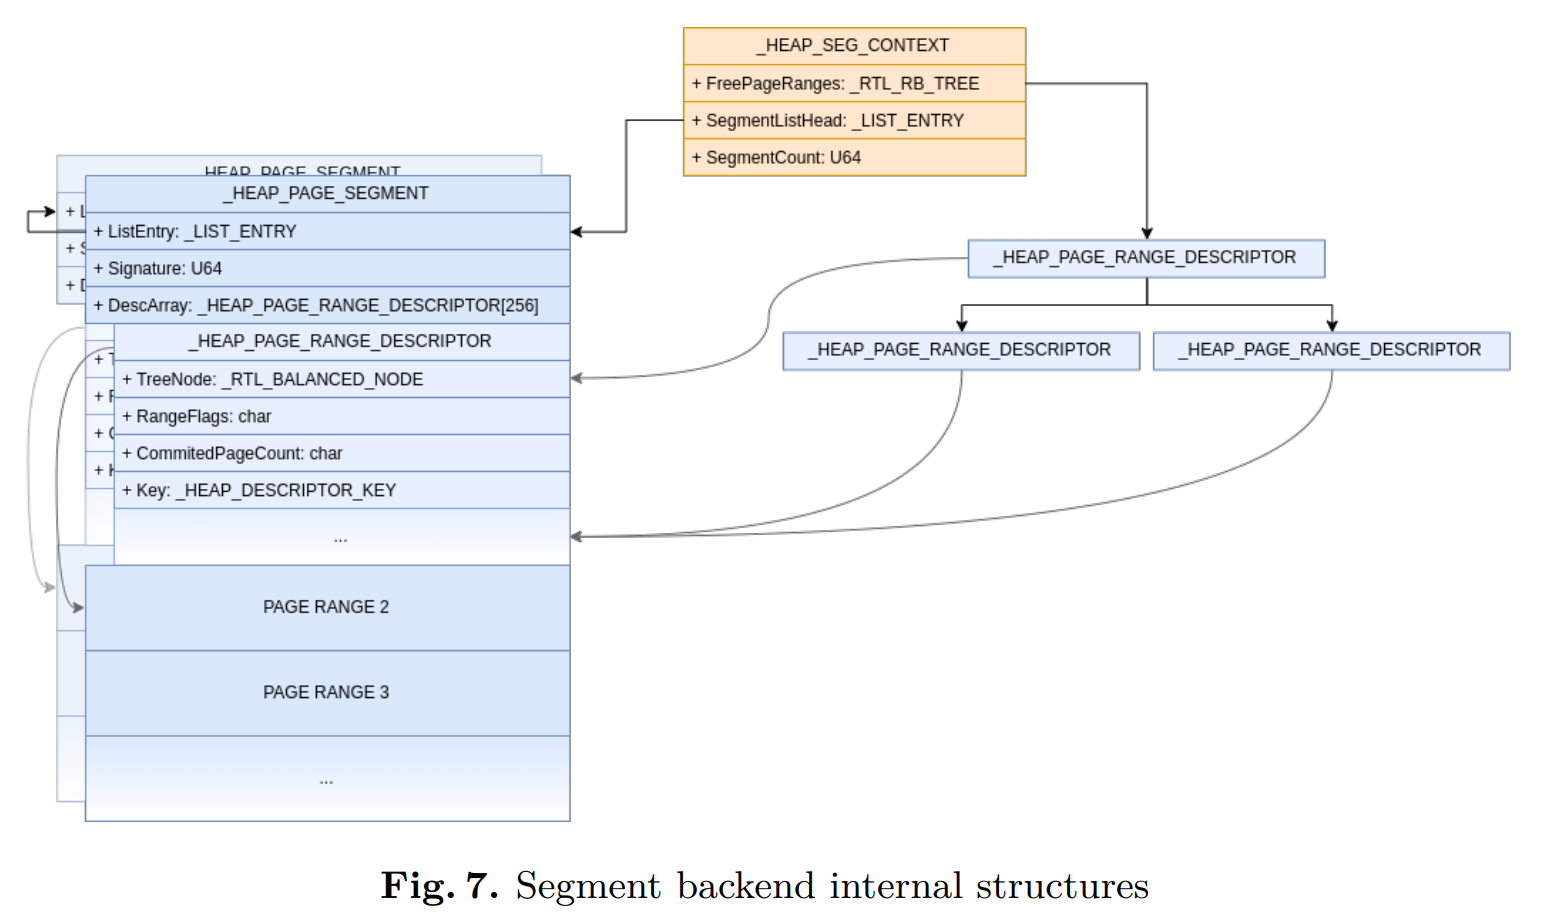 _HEAP_SEG_CONTEXT
+ FreePageRanges: _RTL_RB_TREE
+ SegmentListHead: _LIST_ENTRY
+ SegmentCount: U64
HEAP_PAGE_SEGMENT
_HEAP_PAGE_SEGMENT
+ L
+ ListEntry: _LIST_ENTRY
+ S
+ Signature: U64
+ D
+ DescArray: _HEAP_PAGE_RANGE_DESCRIPTOR[256]
_HEAP_PAGE_RANGE_DESCRIPTOR
+ T
+ TreeNode: _RTL_BALANCED_NODE
+ RangeFlags: char
+ CommitedPageCount: char
+ K
+ Key: _HEAP_DESCRIPTOR_KEY
...
PAGE RANGE 2
PAGE RANGE 3
...
_HEAP_PAGE_RANGE_DESCRIPTOR
_HEAP_PAGE_RANGE_DESCRIPTOR
_HEAP_PAGE_RANGE_DESCRIPTOR
Fig. 7. Segment backend internal structures